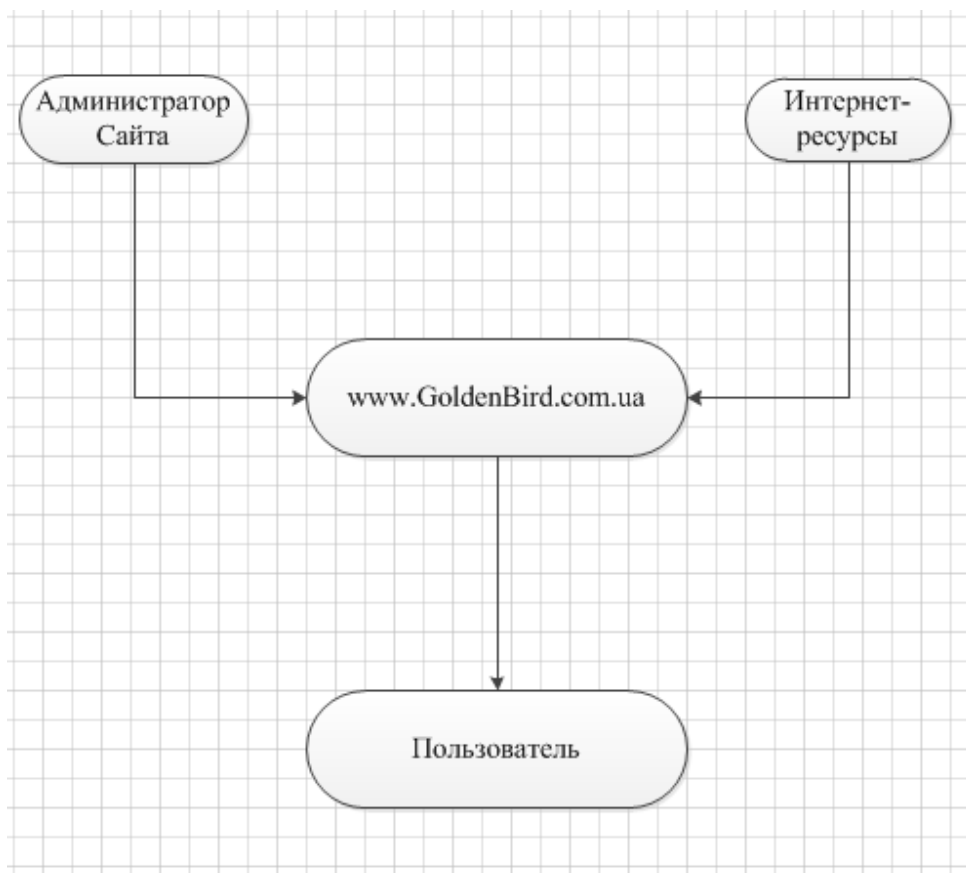 Администратор
Сайта
Интернет-
ресурсы
www.GoldenBird.com.ua
Пользователь